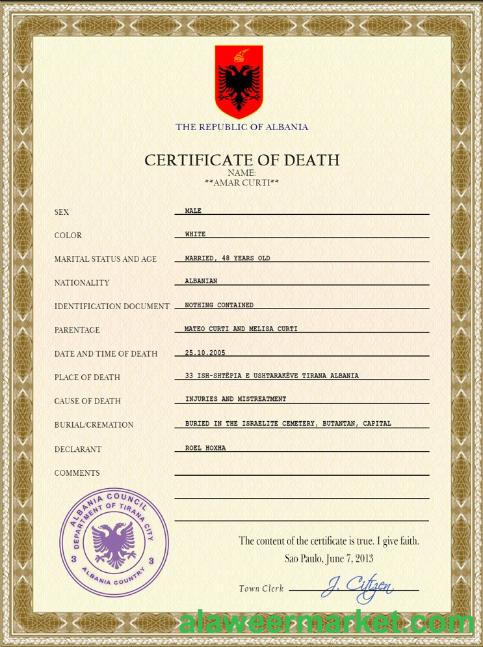 THE REPUBLIC OF ALBANIA
CERTIFICATE OF DEATH
NAME:
**AMAR CURTI**
SEX MALE
COLOR WHITE
MARITAL STATUS AND AGE MARRIED, 48 YEARS OLD
NATIONALITY ALBANIAN
IDENTIFICATION DOCUMENT NOTHING CONTAINED
PARENTAGE MATEO CURTI AND MELISA CURTI
DATE AND TIME OF DEATH 25.10.2005
PLACE OF DEATH 33 ISH-SHTËPIA E USHTARAKËVE TIRANA ALBANIA
CAUSE OF DEATH INJURIES AND MISTREATMENT
BURIAL/CREMATION BURIED IN THE ISRAELITE CEMETERY, BUTANTAN, CAPITAL
DECLARANT ROEL HOXHA
COMMENTS
ALBANIA COUNCIL
DEPARTMENT OF TIRANA CITY
3 3
ALBANIA COUNTRY
The content of the certificate is true. I give faith.
Sao Paulo, June 7, 2013
Town Clerk J. Citizen
alaweermarket.com